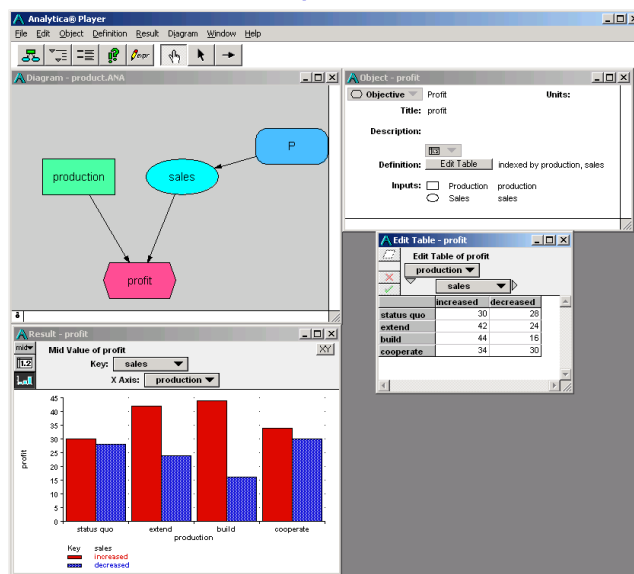 Analytica® Player
File Edit Object Definition Result Diagram Window Help
expr
Diagram - product.ANA
P
production
sales
profit
Object - profit
Objective Profit Units:
Title: profit
Description:
Definition: Edit Table indexed by production, sales
Inputs: Production production
Sales sales
Edit Table - profit
Edit Table of profit
production
sales
increased decreased
status quo 30 28
extend 42 24
build 44 16
cooperate 34 30
Result - profit
mid Mid Value of profit XY
1.2 Key: sales
X Axis: production
45
40
35
30
25
20
15
10
5
0
profit
status quo extend build cooperate
production
Key sales
increased
decreased